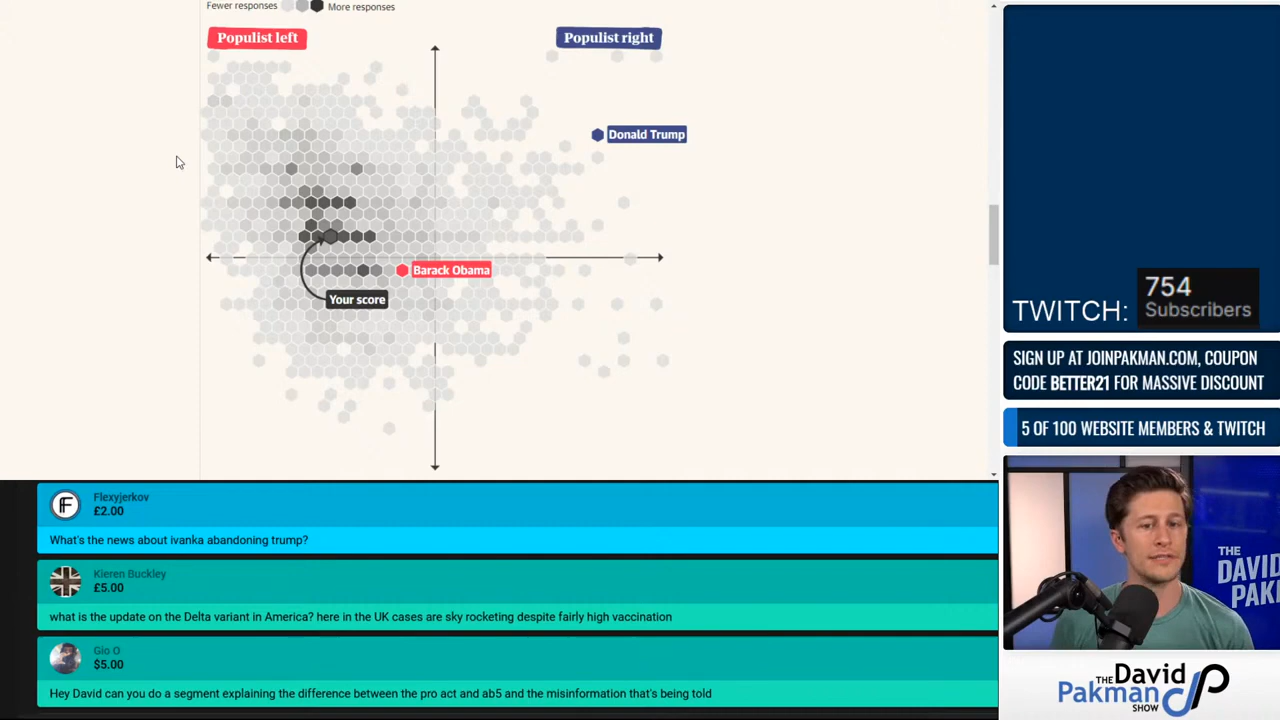 Fewer responses
More responses
Populist left
Populist right
Donald Trump
Barack Obama
Your score
754
TWITCH:
Subscribers
SIGN UP AT JOINPAKMAN.COM, COUPON
CODE BETTER21 FOR MASSIVE DISCOUNT
5 OF 100 WEBSITE MEMBERS & TWITCH
Flexyjerkov
£2.00
What's the news about ivanka abandoning trump?
Kieren Buckley
£5.00
what is the update on the Delta variant in America? here in the UK cases are sky rocketing despite fairly high vaccination
Gio O
$5.00
Hey David can you do a segment explaining the difference between the pro act and ab5 and the misinformation that's being told
THE
DAVID
PAK
THE David
Pakman
SHOW